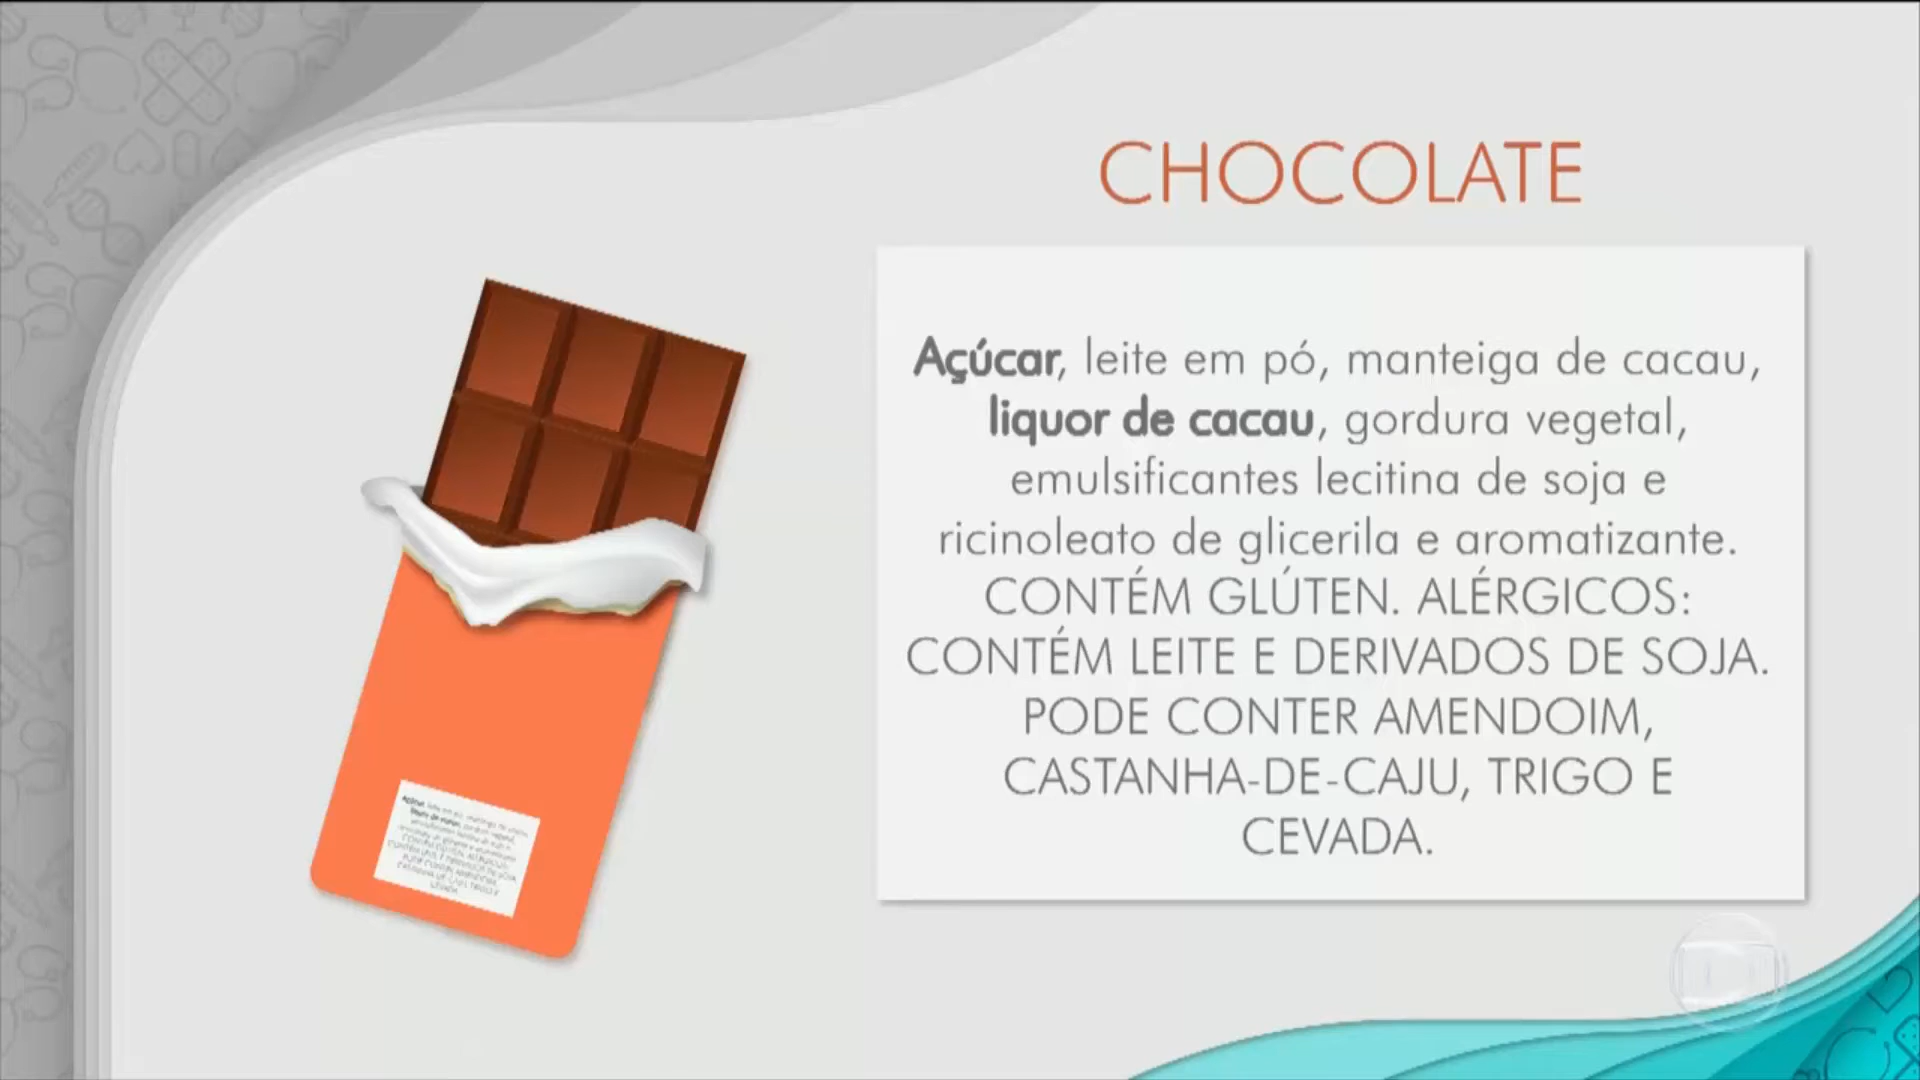 CHOCOLATE
Açúcar, leite em pó, manteiga de cacau,
liquor de cacau, gordura vegetal,
emulsificantes lecitina de soja e
ricinoleato de glicerila e aromatizante.
CONTÉM GLÚTEN. ALÉRGICOS:
CONTÉM LEITE E DERIVADOS DE SOJA.
PODE CONTER AMENDOIM,
CASTANHA-DE-CAJU, TRIGO E
CEVADA.